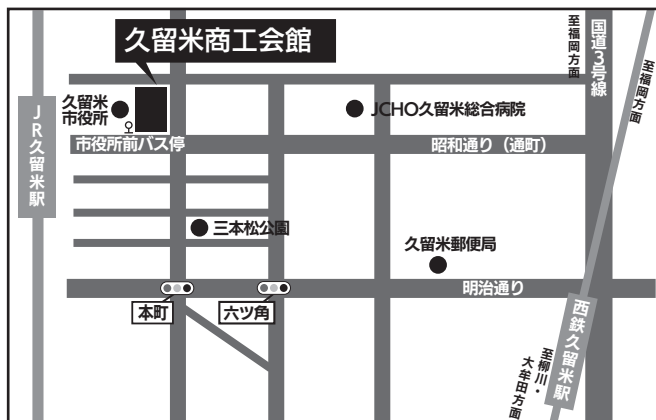 久留米商工会館
至福岡方面
国道3号線
至福岡方面
JR久留米駅
久留米
市役所
JCHO久留米総合病院
市役所前バス停
昭和通り（通町）
三本松公園
久留米郵便局
明治通り
本町
六ツ角
西鉄久留米駅
至柳川・
大牟田方面